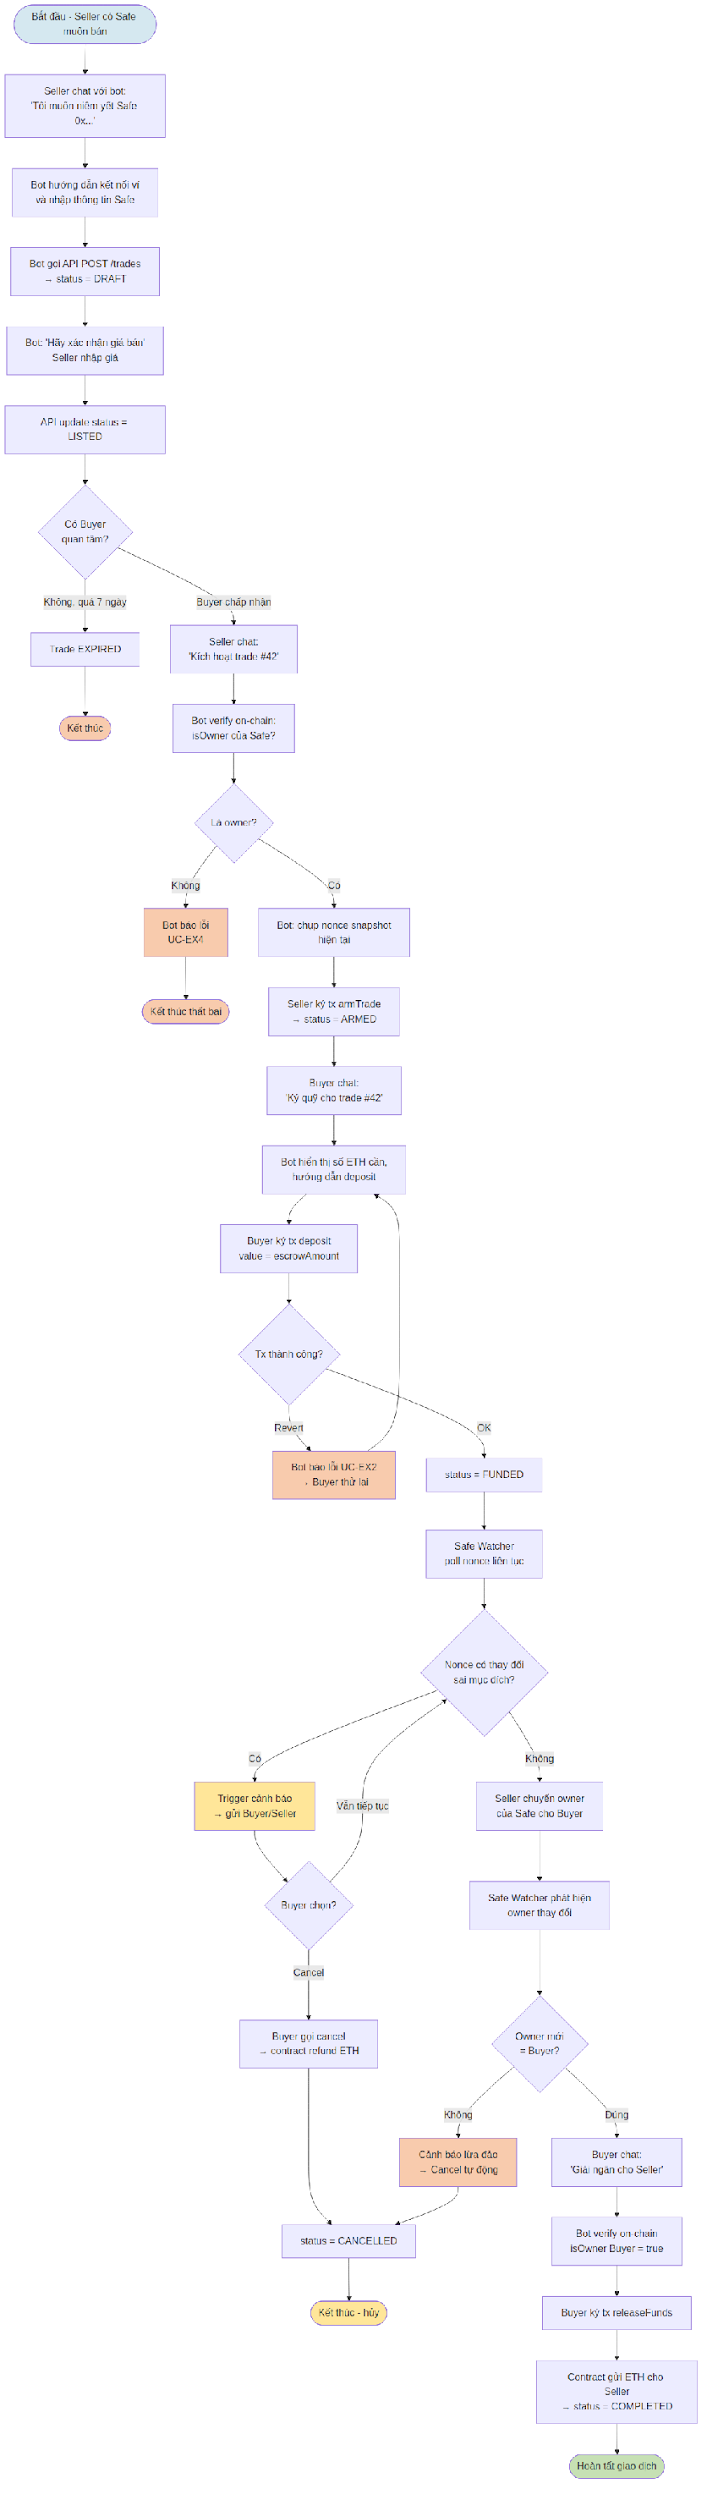 Bắt đầu - Seller có Safe
muốn bán
Seller chat với bot:
'Tôi muốn niêm yết Safe
0x...'
Bot hướng dẫn kết nối ví
và nhập thông tin Safe
Bot gọi API POST /trades
→ status = DRAFT
Bot: 'Hãy xác nhận giá bán'
Seller nhập giá
API update status =
LISTED
Có Buyer
quan tâm?
Không, quá 7 ngày
Buyer chấp nhận
Trade EXPIRED
Seller chat:
'Kích hoạt trade #42'
Kết thúc
Bot verify on-chain:
isOwner của Safe?
Là owner?
Không
Có
Bot báo lỗi
UC-EX4
Bot: chụp nonce snapshot
hiện tại
Kết thúc thất bại
Seller ký tx armTrade
→ status = ARMED
Buyer chat:
'Ký quỹ cho trade #42'
Bot hiển thị số ETH cần,
hướng dẫn deposit
Buyer ký tx deposit
value = escrowAmount
Tx thành công?
Revert
OK
Bot báo lỗi UC-EX2
→ Buyer thử lại
status = FUNDED
Safe Watcher
poll nonce liên tục
Nonce có thay đổi
sai mục đích?
Có
Không
Trigger cảnh báo
→ gửi Buyer/Seller
Vẫn tiếp tục
Seller chuyển owner
của Safe cho Buyer
Buyer chọn?
Safe Watcher phát hiện
owner thay đổi
Cancel
Buyer gọi cancel
→ contract refund ETH
Owner mới
= Buyer?
Không
Đúng
Cảnh báo lừa đảo
→ Cancel tự động
Buyer chat:
'Giải ngân cho Seller'
status = CANCELLED
Bot verify on-chain
isOwner Buyer = true
Kết thúc - hủy
Buyer ký tx releaseFunds
Contract gửi ETH cho
Seller
→ status = COMPLETED
Hoàn tất giao dịch